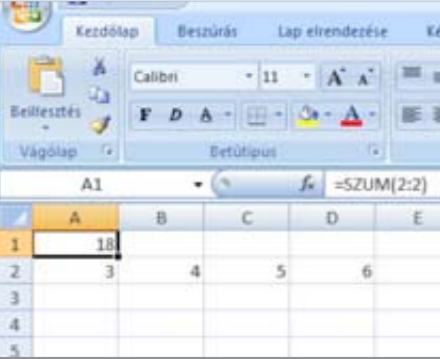 Kezdőlap Beszúrás Lap elrendezése
Calibri 11 A A
Beillesztés F D A A
Vágólap Betűtípus
A1 fx =SZUM(2:2)
A B C D E
1 18
2 3 4 5 6
3
4
5